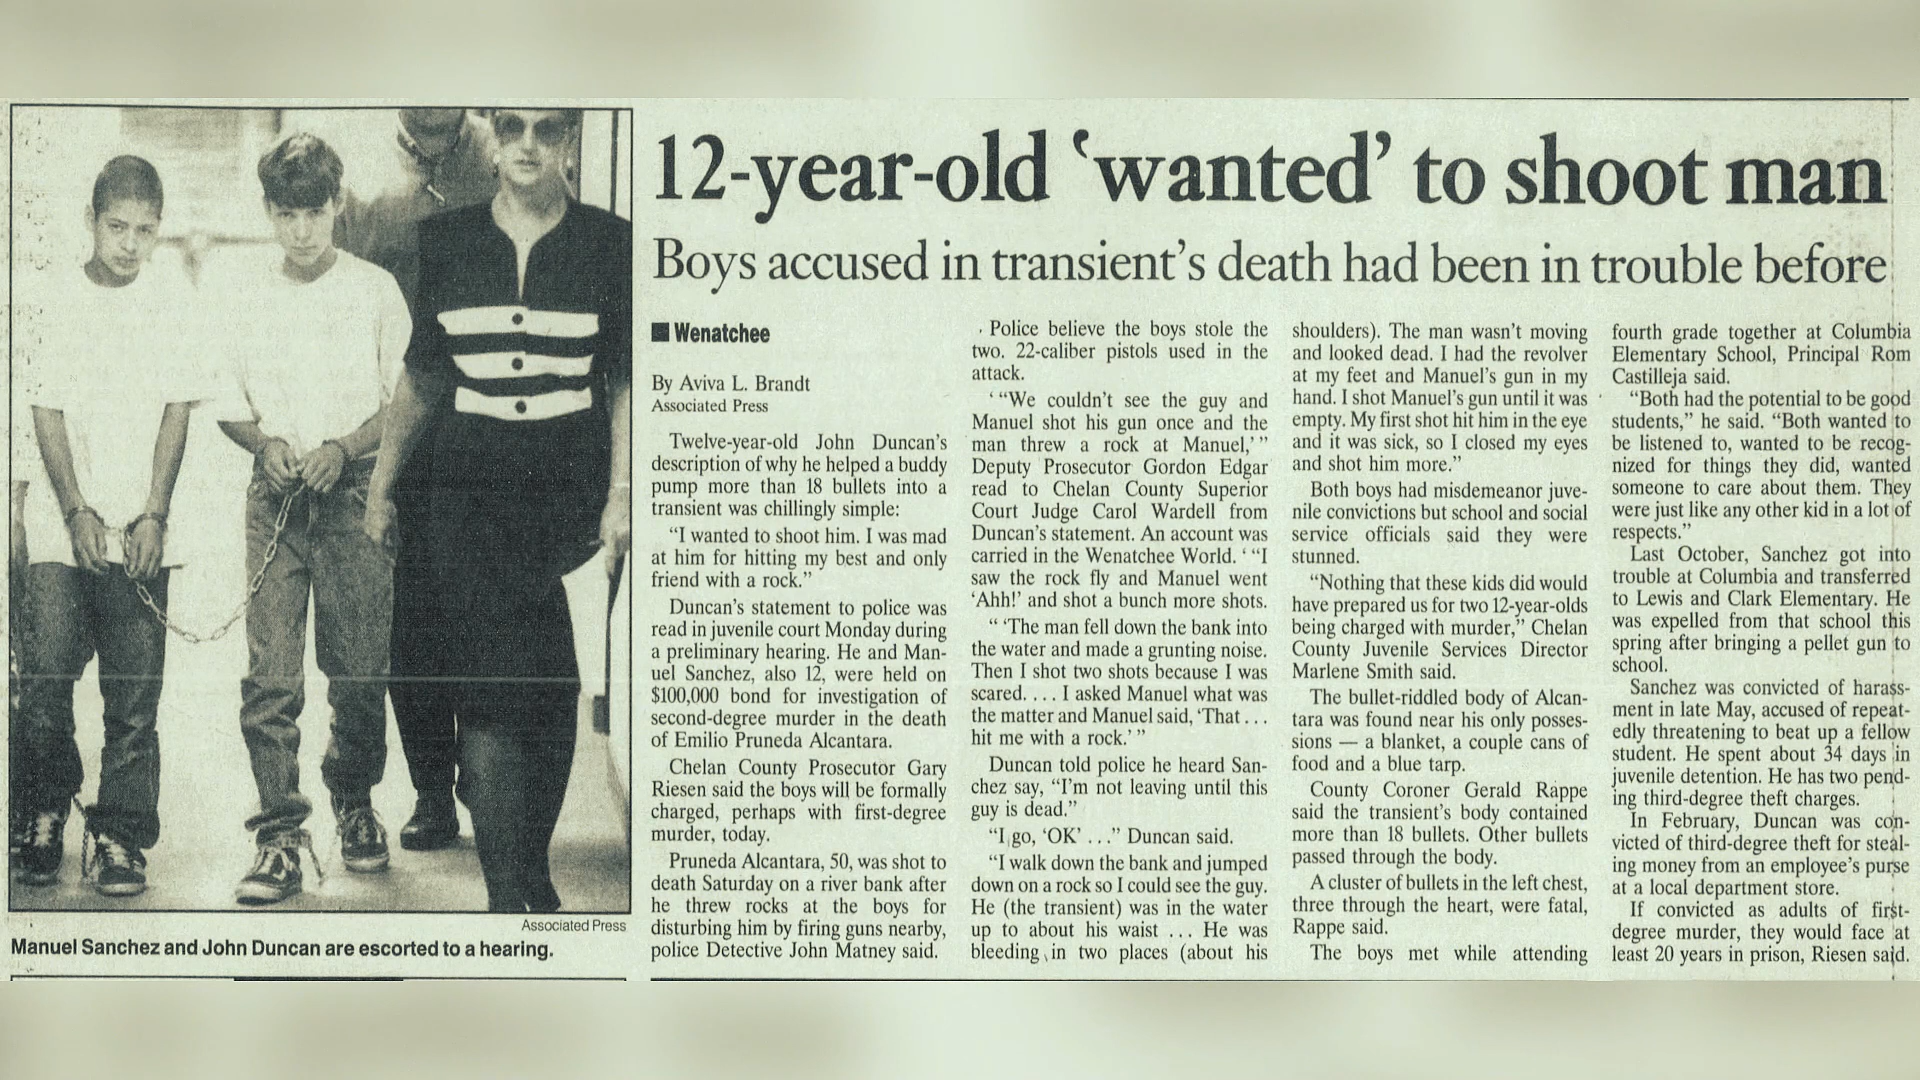 12-year-old ‘wanted’ to shoot man
Boys accused in transient’s death had been in trouble before
Associated Press
Manuel Sanchez and John Duncan are escorted to a hearing.
■ Wenatchee
By Aviva L. Brandt
Associated Press
Twelve-year-old John Duncan’s
description of why he helped a buddy
pump more than 18 bullets into a
transient was chillingly simple:
“I wanted to shoot him. I was mad
at him for hitting my best and only
friend with a rock.”
Duncan’s statement to police was
read in juvenile court Monday during
a preliminary hearing. He and Man-
uel Sanchez, also 12, were held on
$100,000 bond for investigation of
second-degree murder in the death
of Emilio Pruneda Alcantara.
Chelan County Prosecutor Gary
Riesen said the boys will be formally
charged, perhaps with first-degree
murder, today.
Pruneda Alcantara, 50, was shot to
death Saturday on a river bank after
he threw rocks at the boys for
disturbing him by firing guns nearby,
police Detective John Matney said.
Police believe the boys stole the
two. 22-caliber pistols used in the
attack.
‘“We couldn’t see the guy and
Manuel shot his gun once and the
man threw a rock at Manuel,’”
Deputy Prosecutor Gordon Edgar
read to Chelan County Superior
Court Judge Carol Wardell from
Duncan’s statement. An account was
carried in the Wenatchee World. ‘“I
saw the rock fly and Manuel went
‘Ahh!’ and shot a bunch more shots.
“‘The man fell down the bank into
the water and made a grunting noise.
Then I shot two shots because I was
scared. . . . I asked Manuel what was
the matter and Manuel said, ‘That . . .
hit me with a rock.’”
Duncan told police he heard San-
chez say, “I’m not leaving until this
guy is dead.”
“I go, ‘OK’ . . .” Duncan said.
“I walk down the bank and jumped
down on a rock so I could see the guy.
He (the transient) was in the water
up to about his waist . . . He was
bleeding in two places (about his
shoulders). The man wasn’t moving
and looked dead. I had the revolver
at my feet and Manuel’s gun in my
hand. I shot Manuel’s gun until it was
empty. My first shot hit him in the eye
and it was sick, so I closed my eyes
and shot him more.”
Both boys had misdemeanor juve-
nile convictions but school and social
service officials said they were
stunned.
“Nothing that these kids did would
have prepared us for two 12-year-olds
being charged with murder,” Chelan
County Juvenile Services Director
Marlene Smith said.
The bullet-riddled body of Alcan-
tara was found near his only posses-
sions — a blanket, a couple cans of
food and a blue tarp.
County Coroner Gerald Rappe
said the transient’s body contained
more than 18 bullets. Other bullets
passed through the body.
A cluster of bullets in the left chest,
three through the heart, were fatal,
Rappe said.
The boys met while attending
fourth grade together at Columbia
Elementary School, Principal Rom
Castilleja said.
“Both had the potential to be good
students,” he said. “Both wanted to
be listened to, wanted to be recog-
nized for things they did, wanted
someone to care about them. They
were just like any other kid in a lot of
respects.”
Last October, Sanchez got into
trouble at Columbia and transferred
to Lewis and Clark Elementary. He
was expelled from that school this
spring after bringing a pellet gun to
school.
Sanchez was convicted of harass-
ment in late May, accused of repeat-
edly threatening to beat up a fellow
student. He spent about 34 days in
juvenile detention. He has two pend-
ing third-degree theft charges.
In February, Duncan was con-
victed of third-degree theft for steal-
ing money from an employee’s purse
at a local department store.
If convicted as adults of first-
degree murder, they would face at
least 20 years in prison, Riesen said.